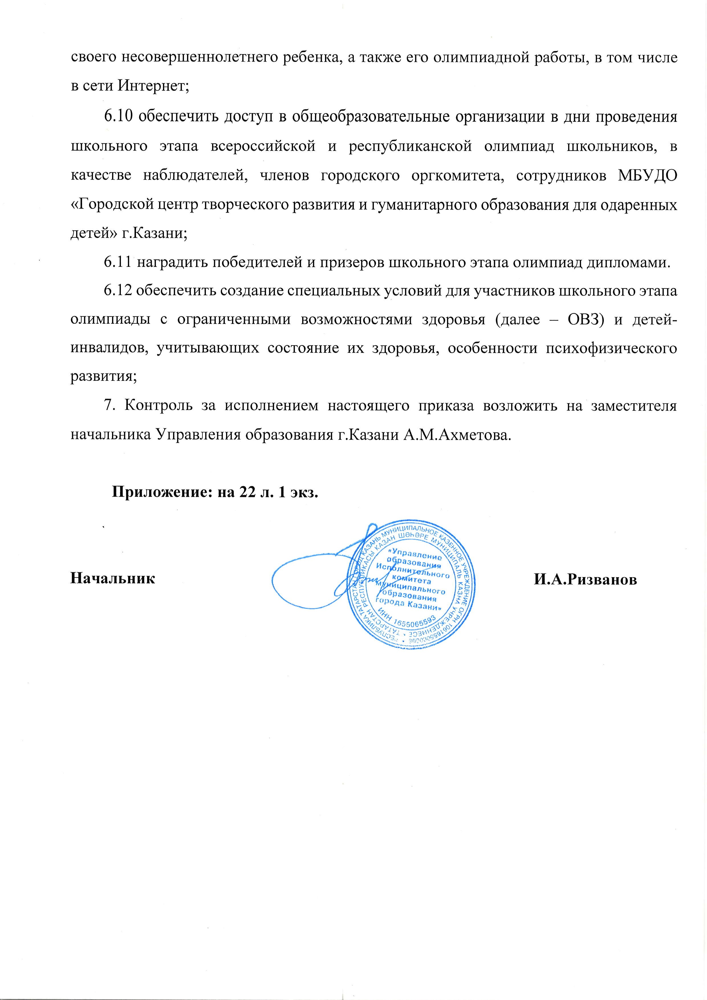 своего несовершеннолетнего ребенка, а также его олимпиадной работы, в том числе
в сети Интернет;
6.10 обеспечить доступ в общеобразовательные организации в дни проведения
школьного этапа всероссийской и республиканской олимпиад школьников, в
качестве наблюдателей, членов городского оргкомитета, сотрудников МБУДО
«Городской центр творческого развития и гуманитарного образования для одаренных
детей» г.Казани;
6.11 наградить победителей и призеров школьного этапа олимпиад дипломами.
6.12 обеспечить создание специальных условий для участников школьного этапа
олимпиады с ограниченными возможностями здоровья (далее – ОВЗ) и детей-
инвалидов, учитывающих состояние их здоровья, особенности психофизического
развития;
7. Контроль за исполнением настоящего приказа возложить на заместителя
начальника Управления образования г.Казани А.М.Ахметова.
Приложение: на 22 л. 1 экз.
Начальник
И.А.Ризванов
РЕСПУБЛИКА ТАТАРСТАН ГОРОД КАЗАНЬ МУНИЦИПАЛЬНОЕ КАЗЕННОЕ УЧРЕЖДЕНИЕ ОГРН
ТАТАРСТАН РЕСПУБЛИКАСЫ КАЗАН ШӘҺӘРЕ МУНИЦИПАЛЬ КАЗНА УЧРЕЖДЕНИЕСЕ
«Управление
образования
Исполнительного
комитета
муниципального
образования
города Казани»
ИНН 1655065593